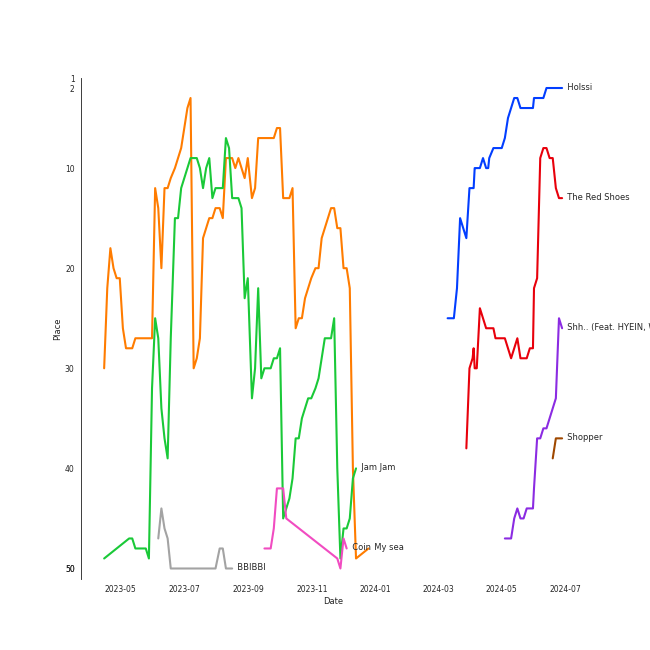 1
2
Holssi
10
The Red Shoes
20
Place
Shh.. (Feat. HYEIN,
30
Shopper
40
Jam Jam
Coin
My sea
50
BBIBBI
2023-05
2023-07
2023-09
2023-11
2024-01
2024-03
2024-05
2024-07
Date